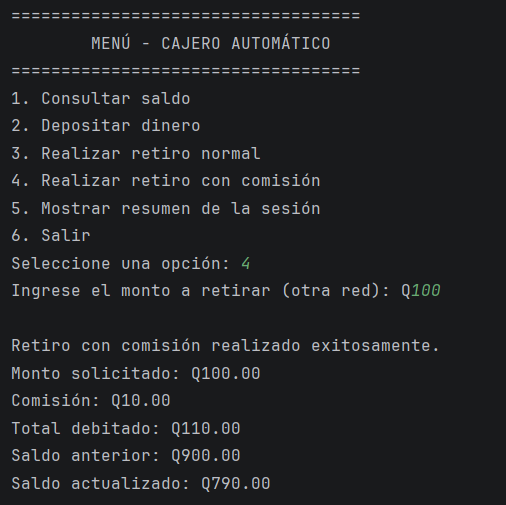 ===================================
MENÚ - CAJERO AUTOMÁTICO
===================================
1. Consultar saldo
2. Depositar dinero
3. Realizar retiro normal
4. Realizar retiro con comisión
5. Mostrar resumen de la sesión
6. Salir
Seleccione una opción: 4
Ingrese el monto a retirar (otra red): Q100
Retiro con comisión realizado exitosamente.
Monto solicitado: Q100.00
Comisión: Q10.00
Total debitado: Q110.00
Saldo anterior: Q900.00
Saldo actualizado: Q790.00